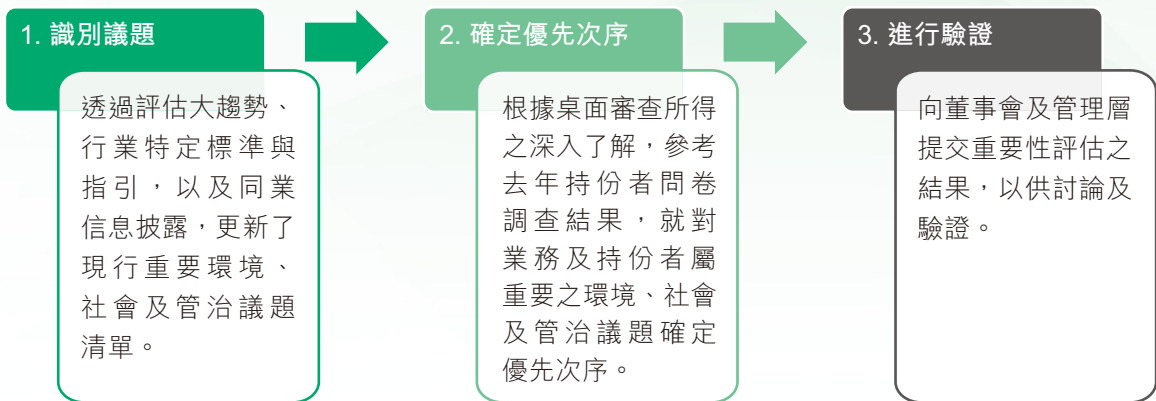 1. 識別議題
透過評估大趨勢、
行業特定標準與
指引，以及同業
信息披露，更新了
現行重要環境、
社會及管治議題
清單。
2. 確定優先次序
根據桌面審查所得
之深入了解，參考
去年持份者問卷
調查結果，就對
業務及持份者屬
重要之環境、社會
及管治議題確定
優先次序。
3. 進行驗證
向董事會及管理層
提交重要性評估之
結果，以供討論及
驗證。